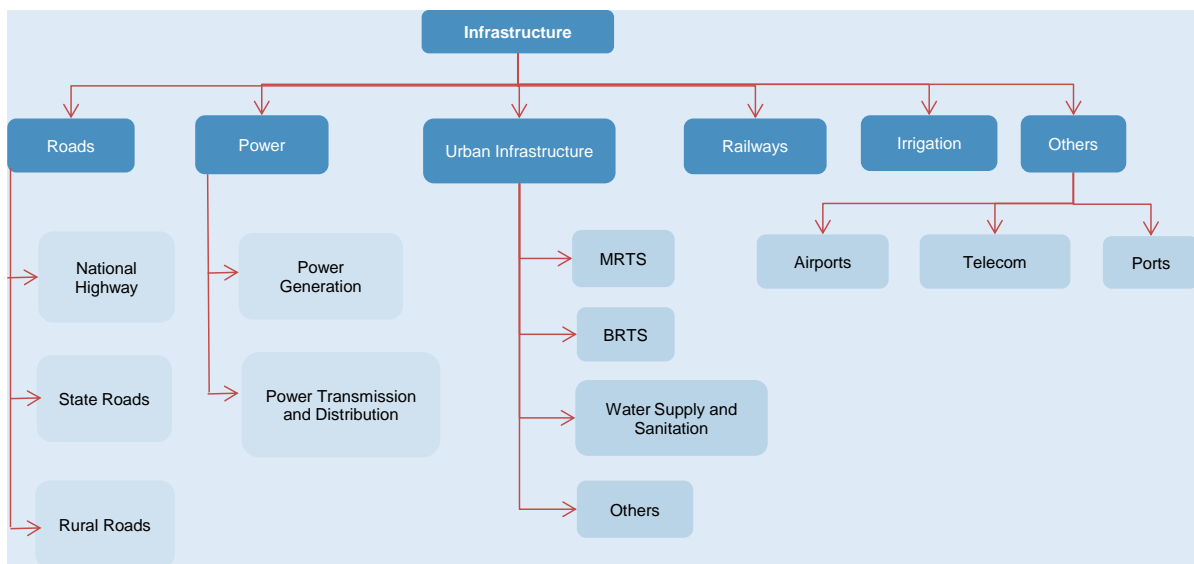 Infrastructure
Roads
Power
Urban Infrastructure
Railways
Irrigation
Others
National
Highway
State Roads
Rural Roads
Power
Generation
Power Transmission
and Distribution
MRTS
BRTS
Water Supply and
Sanitation
Others
Airports
Telecom
Ports